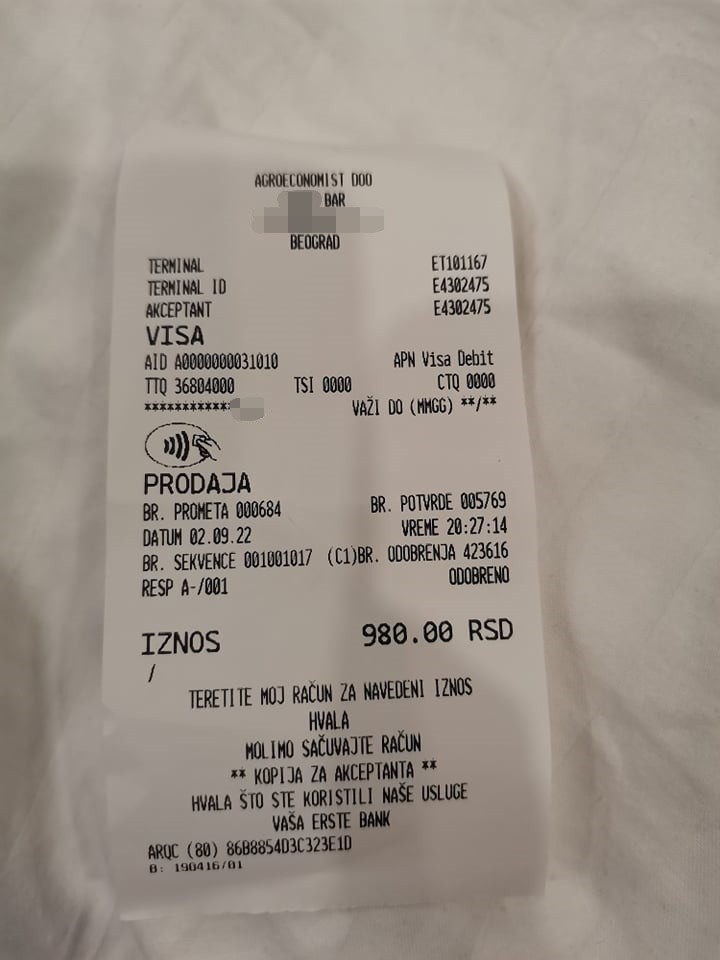 AGROECONOMIST DOO
BAR
BEOGRAD
TERMINAL ET101167
TERMINAL ID E4302475
AKCEPTANT E4302475
VISA
AID A0000000031010 APN Visa Debit
TTQ 36804000 TSI 0000 CTQ 0000
*********** VAŽI DO (MMGG) **/**
PRODAJA
BR. PROMETA 000684 BR. POTVRDE 005769
DATUM 02.09.22 VREME 20:27:14
BR. SEKVENCE 001001017 (C1)BR. ODOBRENJA 423616
RESP A-/001 ODOBRENO
IZNOS 980.00 RSD
/
TERETITE MOJ RAČUN ZA NAVEDENI IZNOS
HVALA
MOLIMO SAČUVAJTE RAČUN
** KOPIJA ZA AKCEPTANTA **
HVALA ŠTO STE KORISTILI NAŠE USLUGE
VAŠA ERSTE BANK
ARQC (80) 86B8854D3C323E1D
B: 190416/01